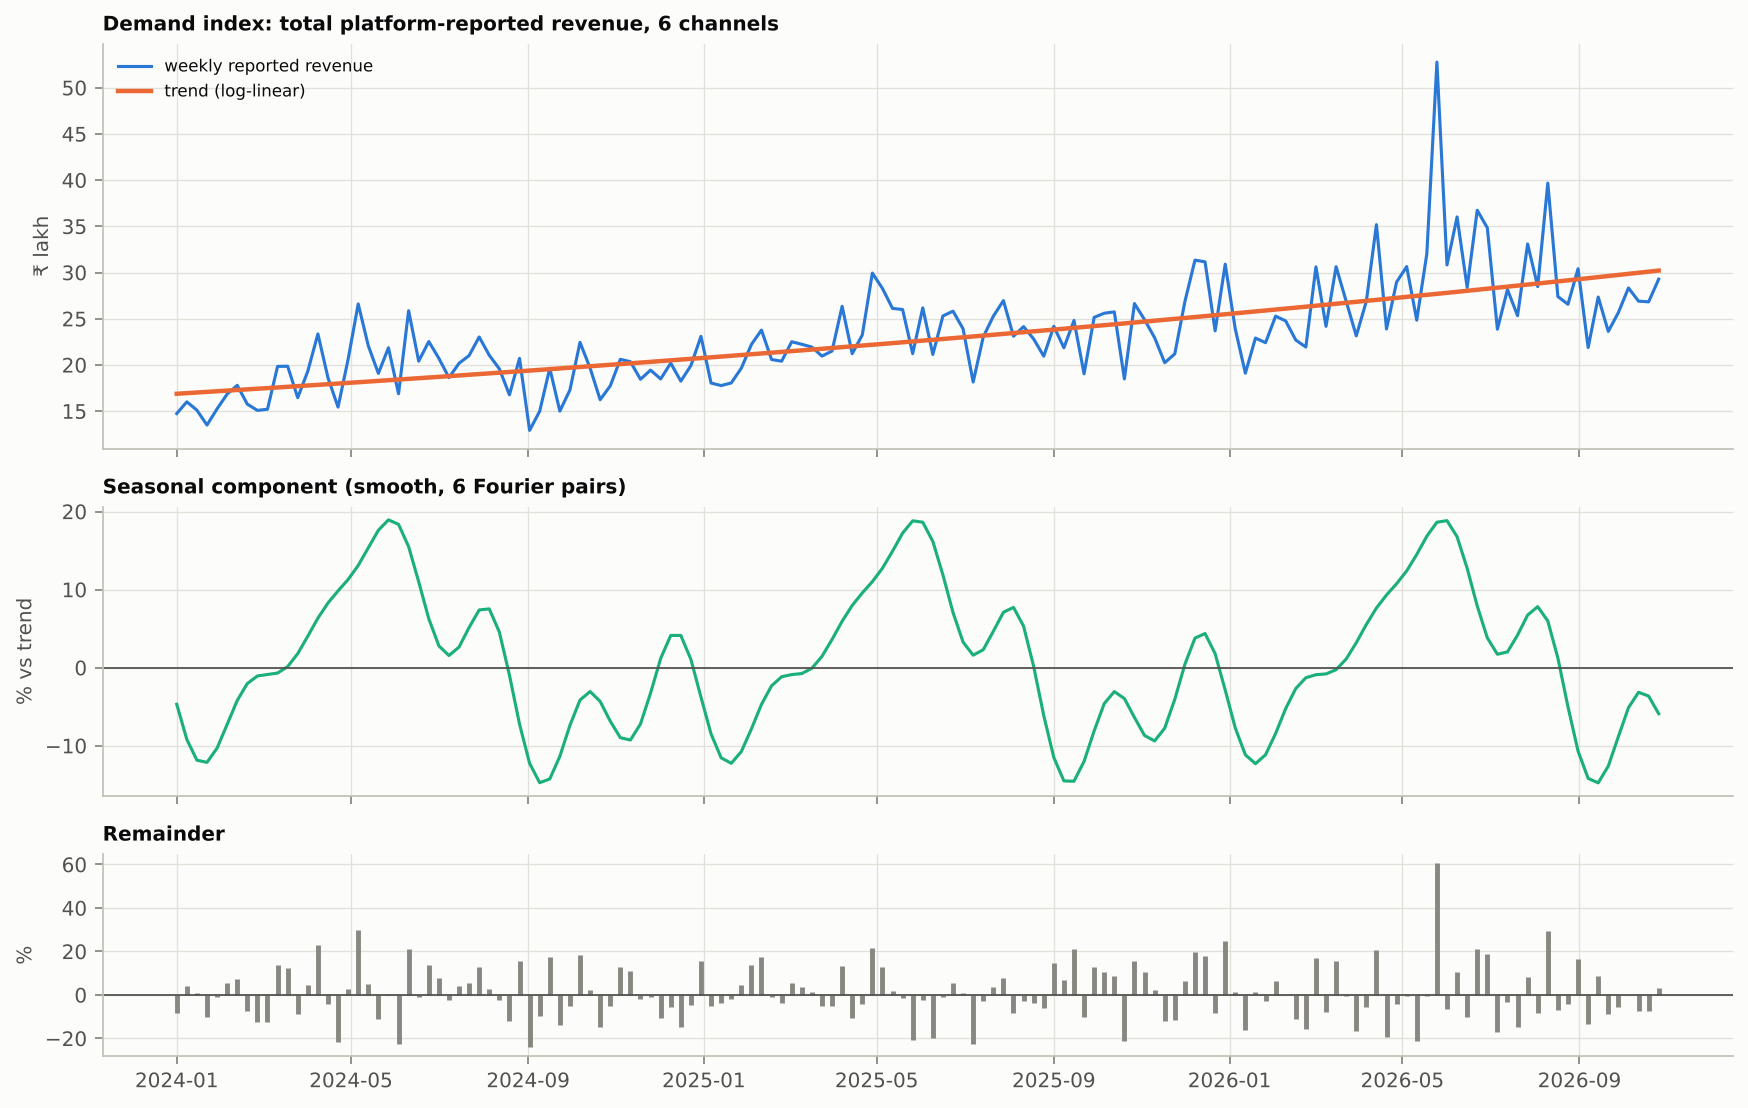 Demand index: total platform-reported revenue, 6 channels
weekly reported revenue
trend (log-linear)
₹ lakh
50
45
40
35
30
25
20
15
Seasonal component (smooth, 6 Fourier pairs)
% vs trend
20
10
0
−10
Remainder
%
60
40
20
0
−20
2024-01 2024-05 2024-09 2025-01 2025-05 2025-09 2026-01 2026-05 2026-09